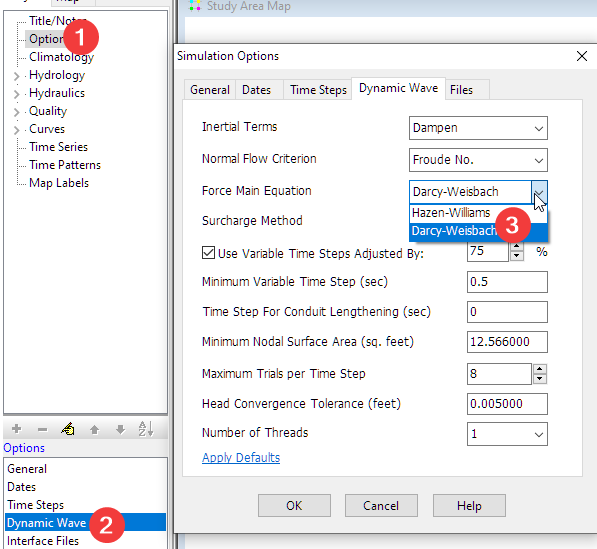 Study Area Map
Title/Notes
1
Options
Climatology
Hydrology
Hydraulics
Quality
Curves
Time Series
Time Patterns
Map Labels
Options
General
Dates
Time Steps
Dynamic Wave
2
Interface Files
Simulation Options
General Dates Time Steps Dynamic Wave Files
Inertial Terms Dampen
Normal Flow Criterion Froude No.
Force Main Equation Darcy-Weisbach
Hazen-Williams
Darcy-Weisbach
3
Surcharge Method
Use Variable Time Steps Adjusted By: 75 %
Minimum Variable Time Step (sec) 0.5
Time Step For Conduit Lengthening (sec) 0
Minimum Nodal Surface Area (sq. feet) 12.566000
Maximum Trials per Time Step 8
Head Convergence Tolerance (feet) 0.005000
Number of Threads 1
Apply Defaults
OK Cancel Help